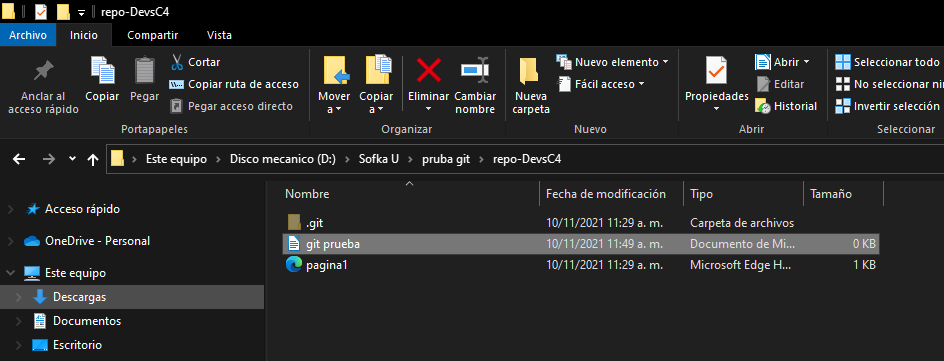 repo-DevsC4
Archivo Inicio Compartir Vista
Anclar al acceso rápido
Copiar
Pegar
Cortar
Copiar ruta de acceso
Pegar acceso directo
Portapapeles
Mover a
Copiar a
Eliminar
Cambiar nombre
Organizar
Nueva carpeta
Nuevo elemento
Fácil acceso
Nuevo
Propiedades
Abrir
Editar
Historial
Abrir
Seleccionar todo
No seleccionar nin
Invertir selección
Seleccionar
Este equipo Disco mecanico (D:) Sofka U pruba git repo-DevsC4
Acceso rápido
OneDrive - Personal
Este equipo
Descargas
Documentos
Escritorio
Nombre Fecha de modificación Tipo Tamaño
.git 10/11/2021 11:29 a. m. Carpeta de archivos
git prueba 10/11/2021 11:49 a. m. Documento de Mi... 0 KB
pagina1 10/11/2021 11:29 a. m. Microsoft Edge H... 1 KB